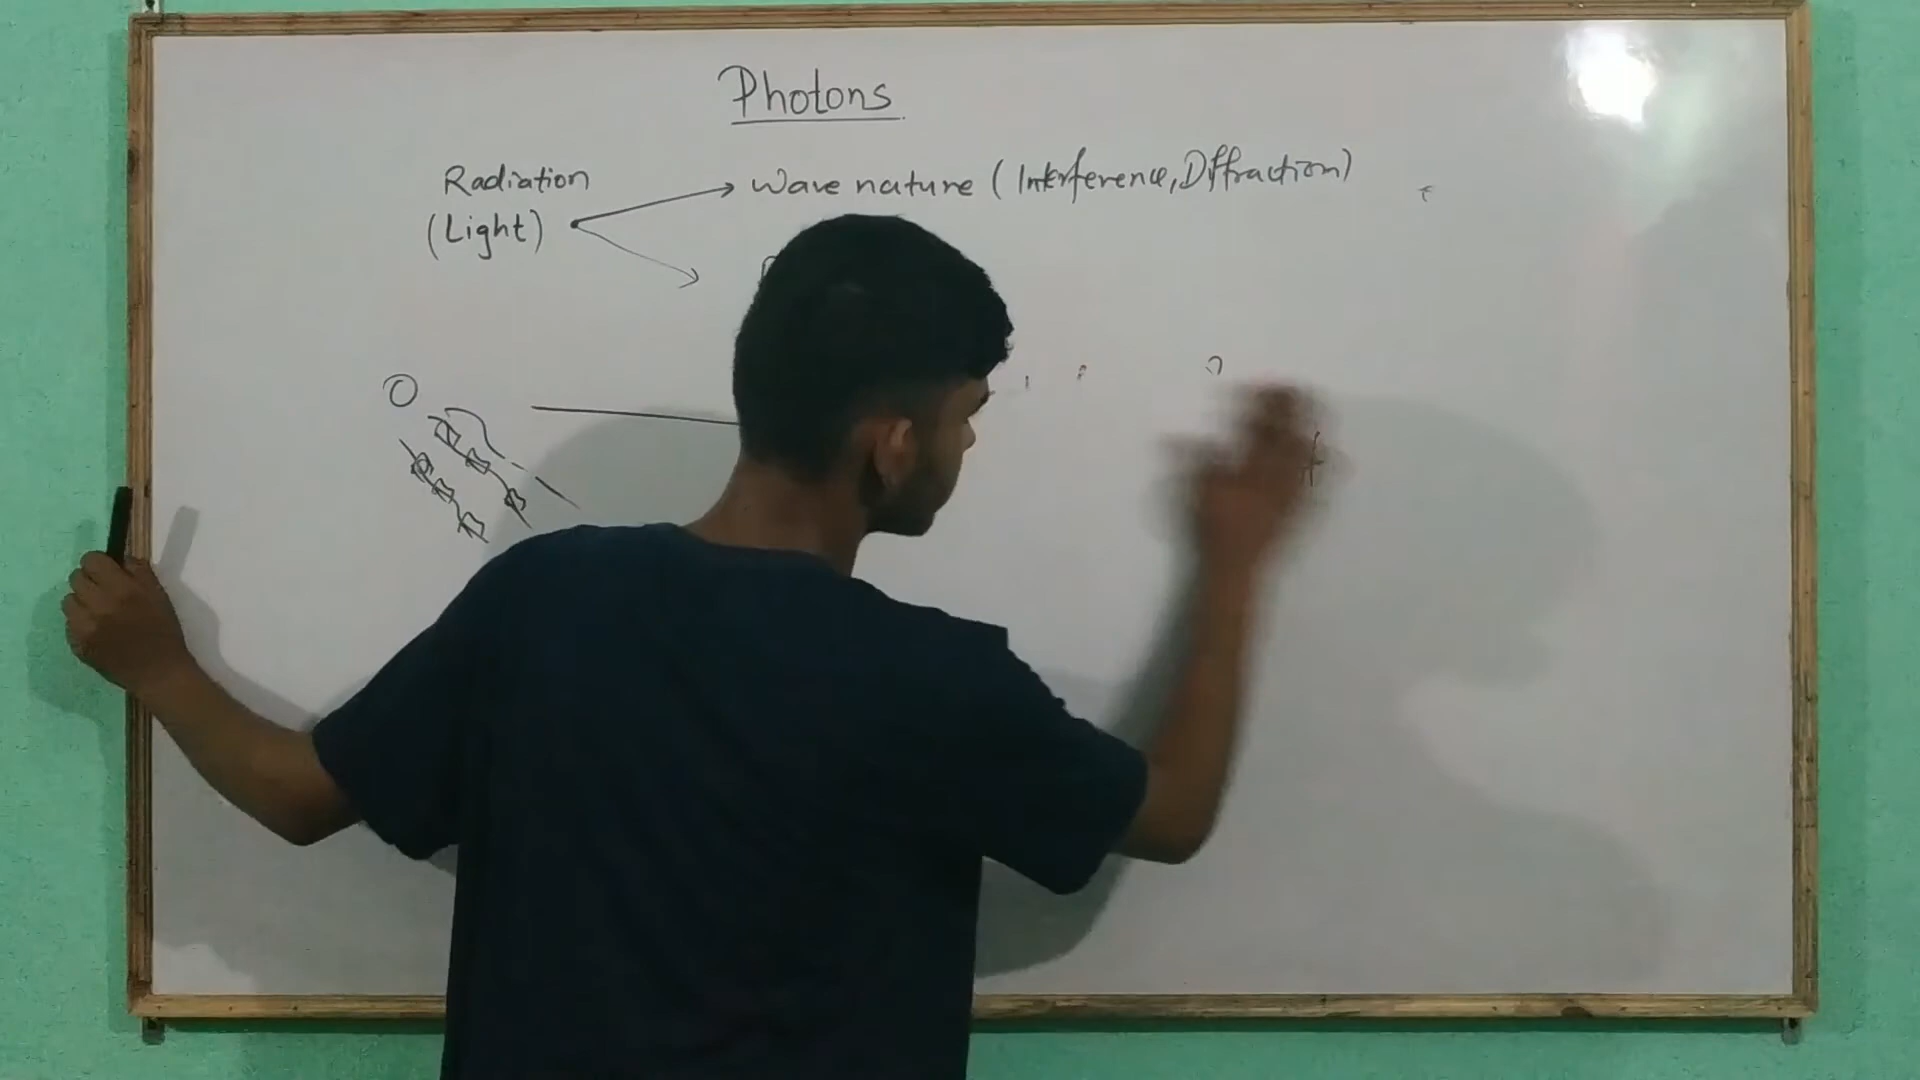 Photons
Radiation
(Light)
Wave nature (Interference, Diffraction)